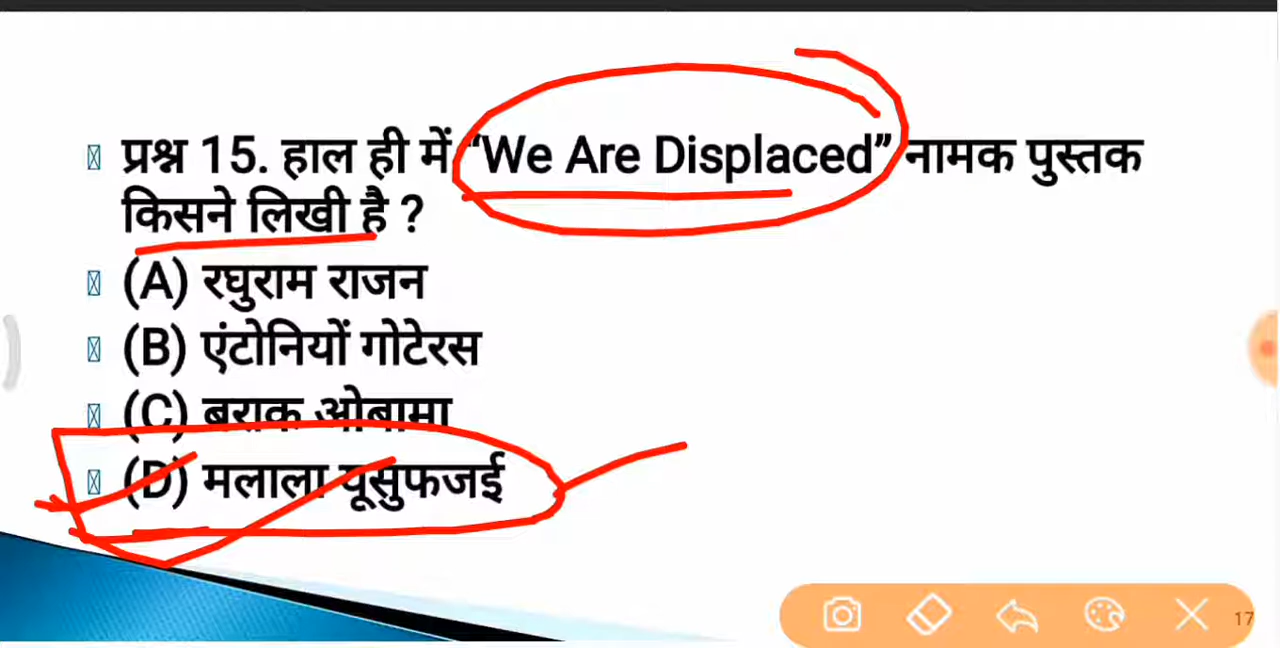 प्रश्न 15. हाल ही में “We Are Displaced” नामक पुस्तक
किसने लिखी है ?
(A) रघुराम राजन
(B) एंटोनियों गोटेरस
(C) बराक ओबामा
(D) मलाला यूसुफजई
17